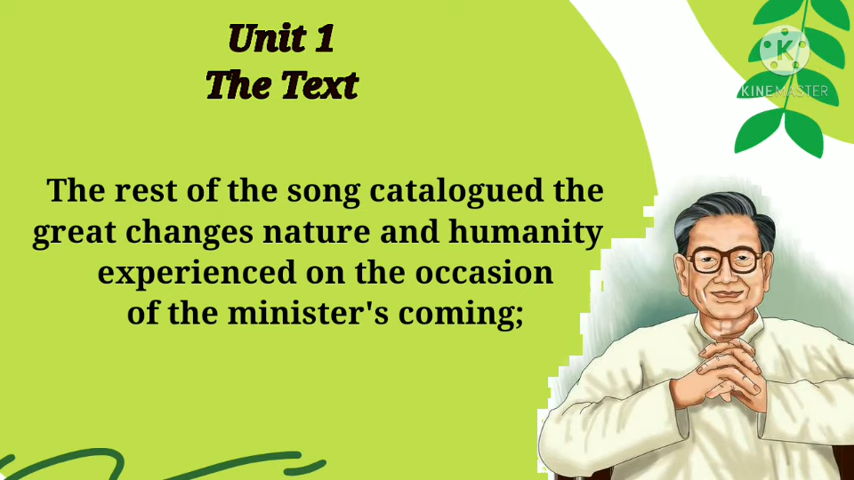 Unit 1
The Text
K
KINEMASTER
The rest of the song catalogued the
great changes nature and humanity
experienced on the occasion
of the minister's coming;